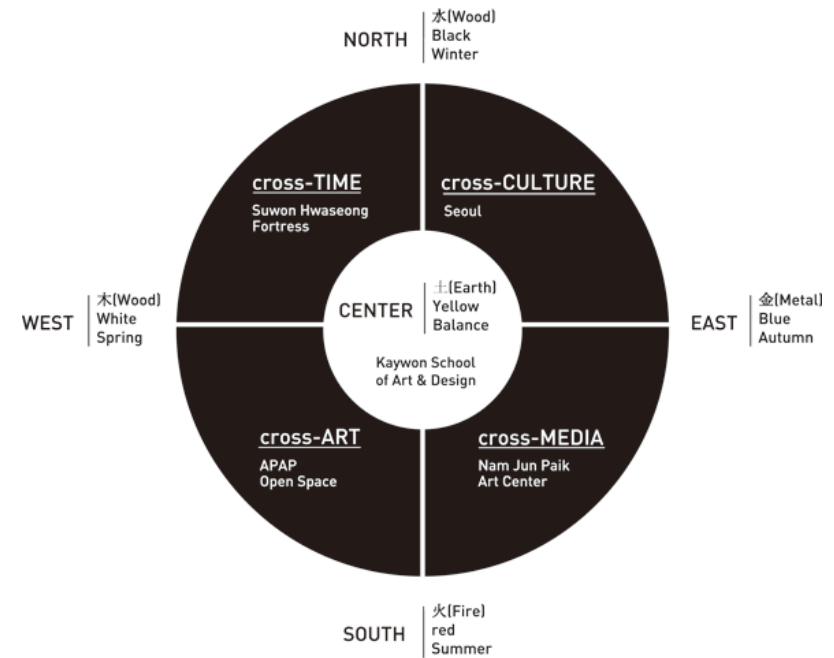 NORTH
水(Wood)
Black
Winter
cross-TIME
Suwon Hwaseong
Fortress
cross-CULTURE
Seoul
WEST
木(Wood)
White
Spring
CENTER
土(Earth)
Yellow
Balance
Kaywon School
of Art & Design
EAST
金(Metal)
Blue
Autumn
cross-ART
APAP
Open Space
cross-MEDIA
Nam Jun Paik
Art Center
SOUTH
火(Fire)
red
Summer